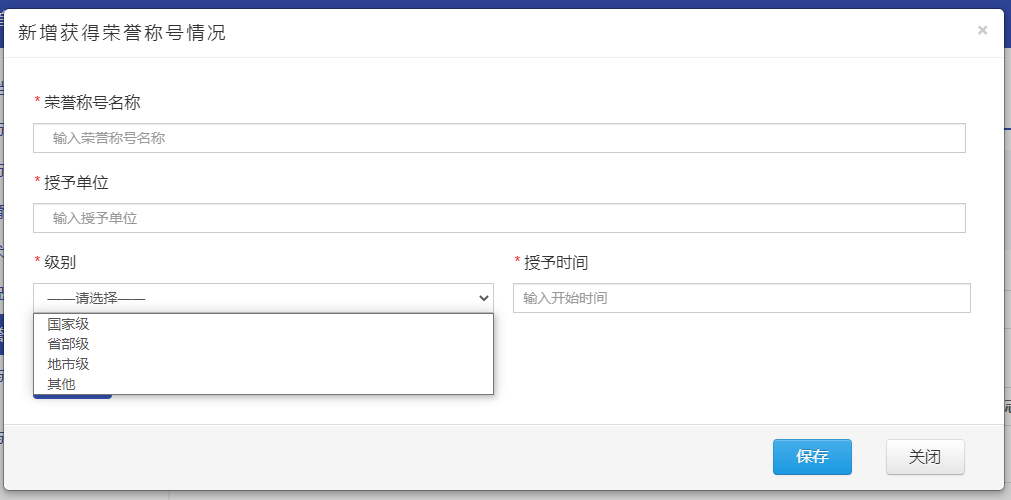 新增获得荣誉称号情况
×
* 荣誉称号名称
输入荣誉称号名称
* 授予单位
输入授予单位
* 级别
* 授予时间
——请选择——
输入开始时间
国家级
省部级
地市级
其他
保存
关闭